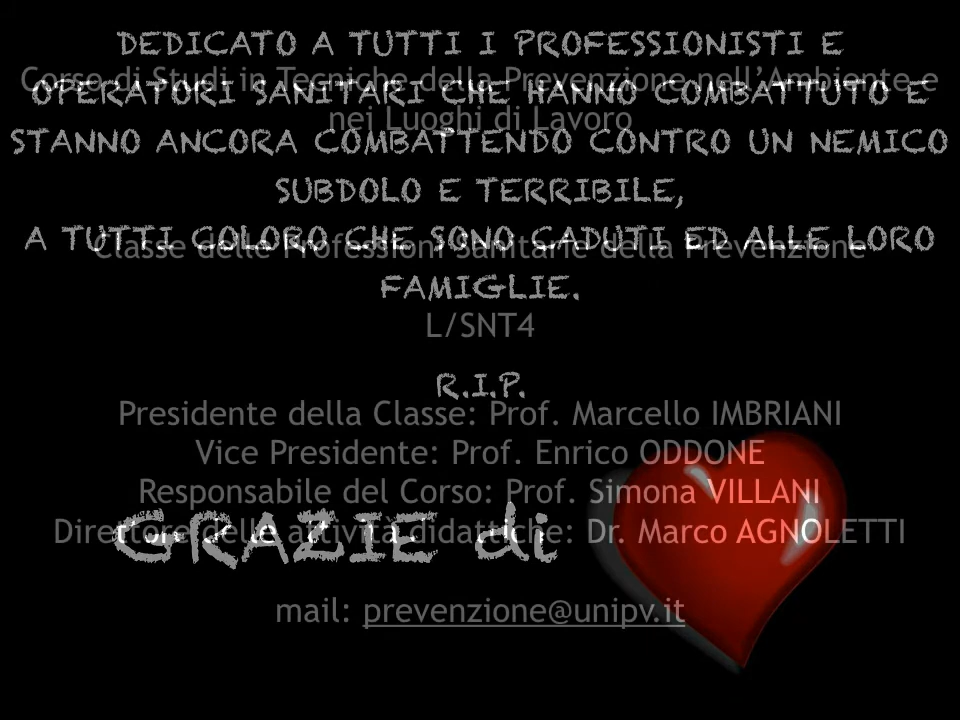 DEDICATO A TUTTI I PROFESSIONISTI E
Corso di Studi in Tecniche della Prevenzione nell'Ambiente e
OPERATORI SANITARI CHE HANNO COMBATTUTO E
nei Luoghi di Lavoro
STANNO ANCORA COMBATTENDO CONTRO UN NEMICO
SUBDOLO E TERRIBILE,
A TUTTI COLORO CHE SONO CADUTI ED ALLE LORO
Classe delle Professioni Sanitarie della Prevenzione
FAMIGLIE.
L/SNT4
R.I.P.
Presidente della Classe: Prof. Marcello IMBRIANI
Vice Presidente: Prof. Enrico ODDONE
Responsabile del Corso: Prof. Simona VILLANI
Direttore delle attività didattiche: Dr. Marco AGNOLETTI
GRAZIE di
mail: prevenzione@unipv.it